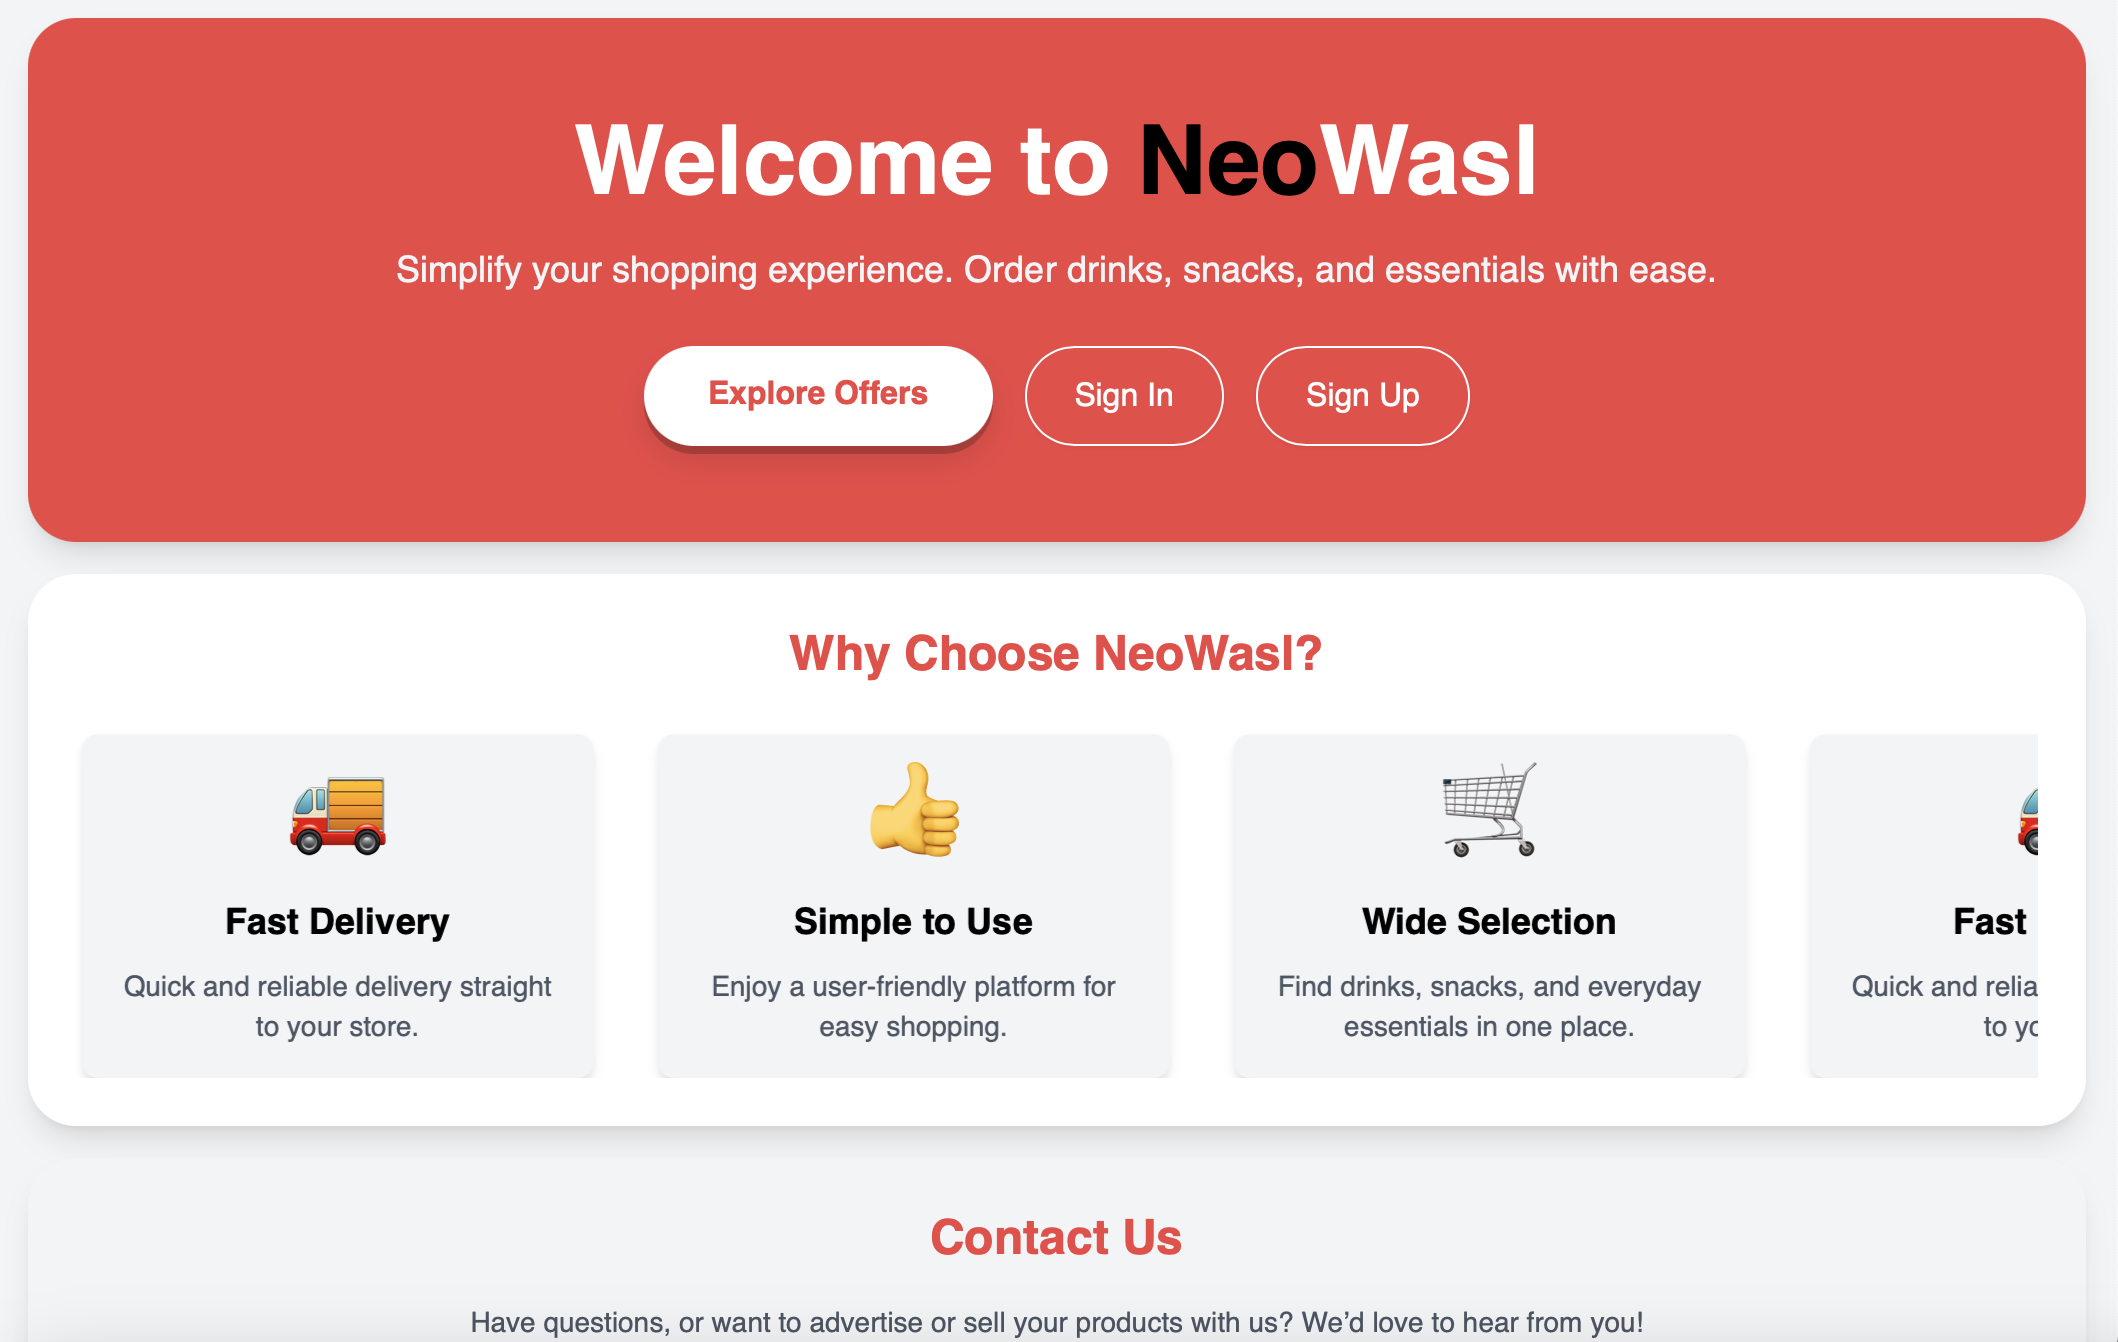 Welcome to NeoWasl
Simplify your shopping experience. Order drinks, snacks, and essentials with ease.
Explore Offers
Sign In
Sign Up
Why Choose NeoWasl?
Fast Delivery
Quick and reliable delivery straight
to your store.
Simple to Use
Enjoy a user-friendly platform for
easy shopping.
Wide Selection
Find drinks, snacks, and everyday
essentials in one place.
Fast
Quick and relia
to yo
Contact Us
Have questions, or want to advertise or sell your products with us? We’d love to hear from you!